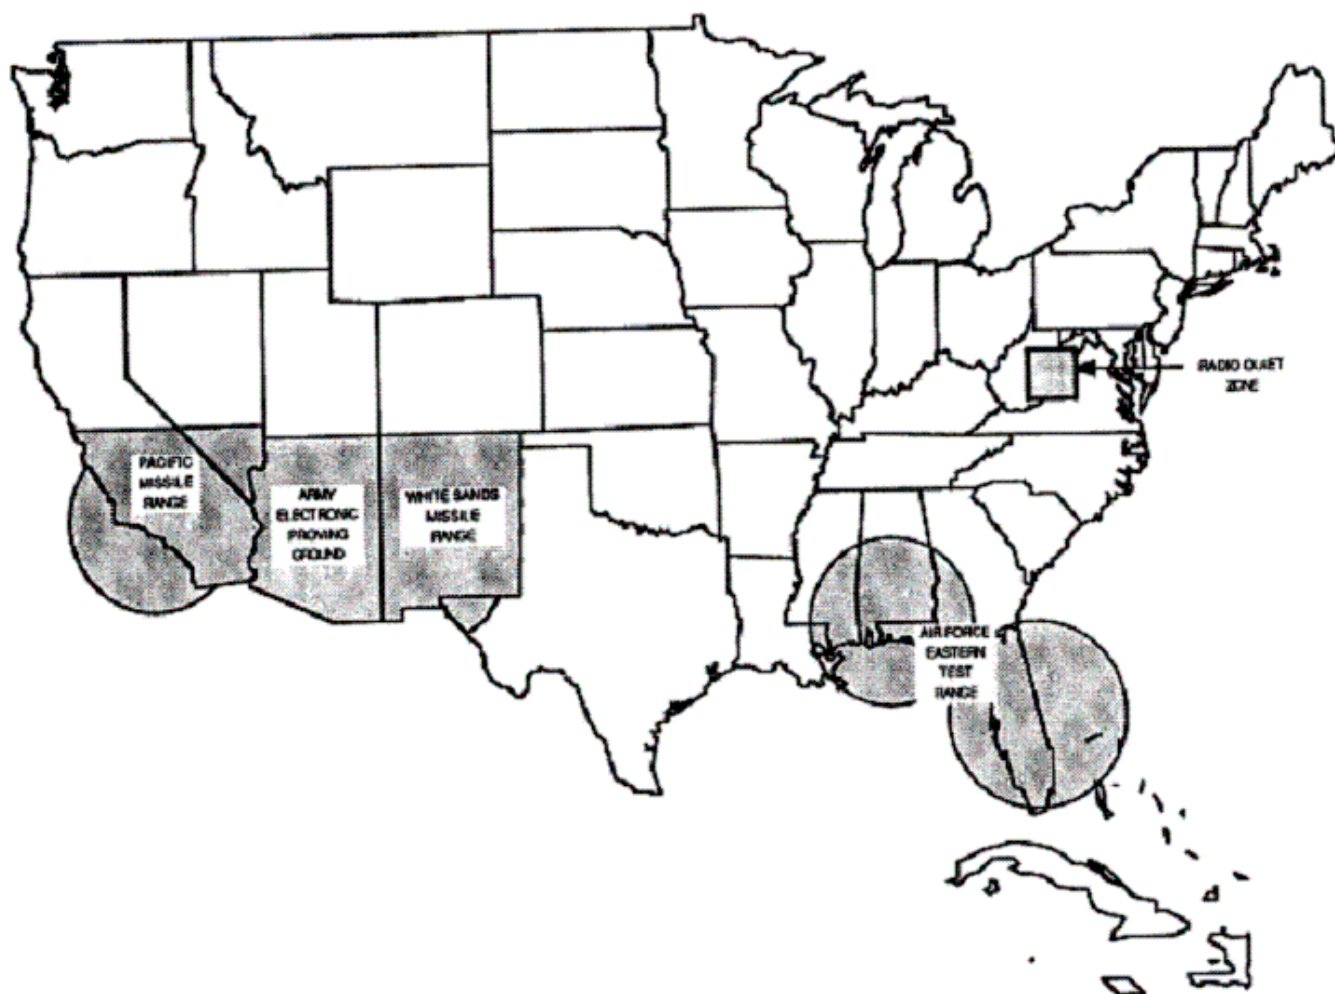 PACIFIC
MISSILE
RANGE
ARMY
ELECTRONIC
PROVING
GROUND
WHITE SANDS
MISSILE
RANGE
AIR FORCE
EASTERN
TEST
RANGE
RADIO QUIET
ZONE